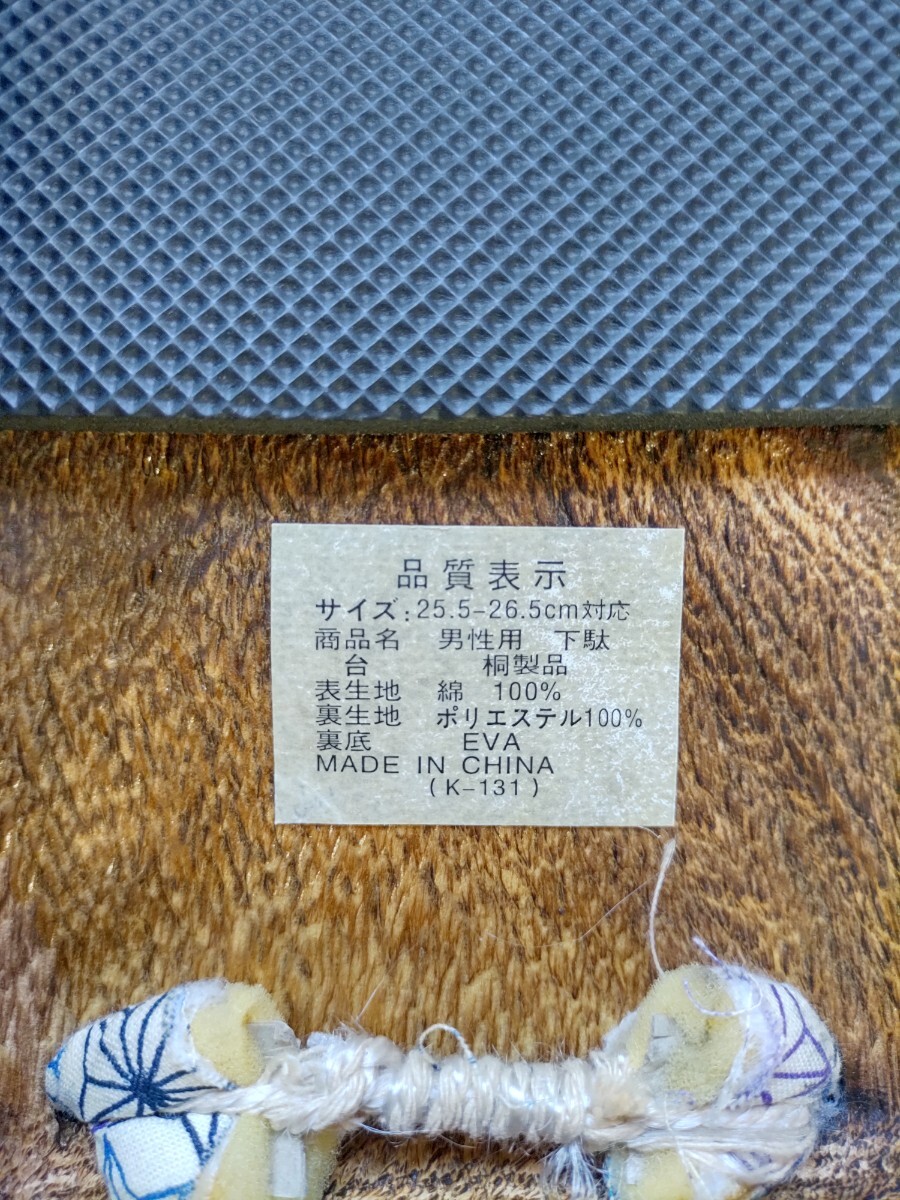 品質表示
サイズ:25.5-26.5cm対応
商品名 男性用 下駄
台 桐製品
表生地 綿 100%
裏生地 ポリエステル100%
裏底 EVA
MADE IN CHINA
(K-131)